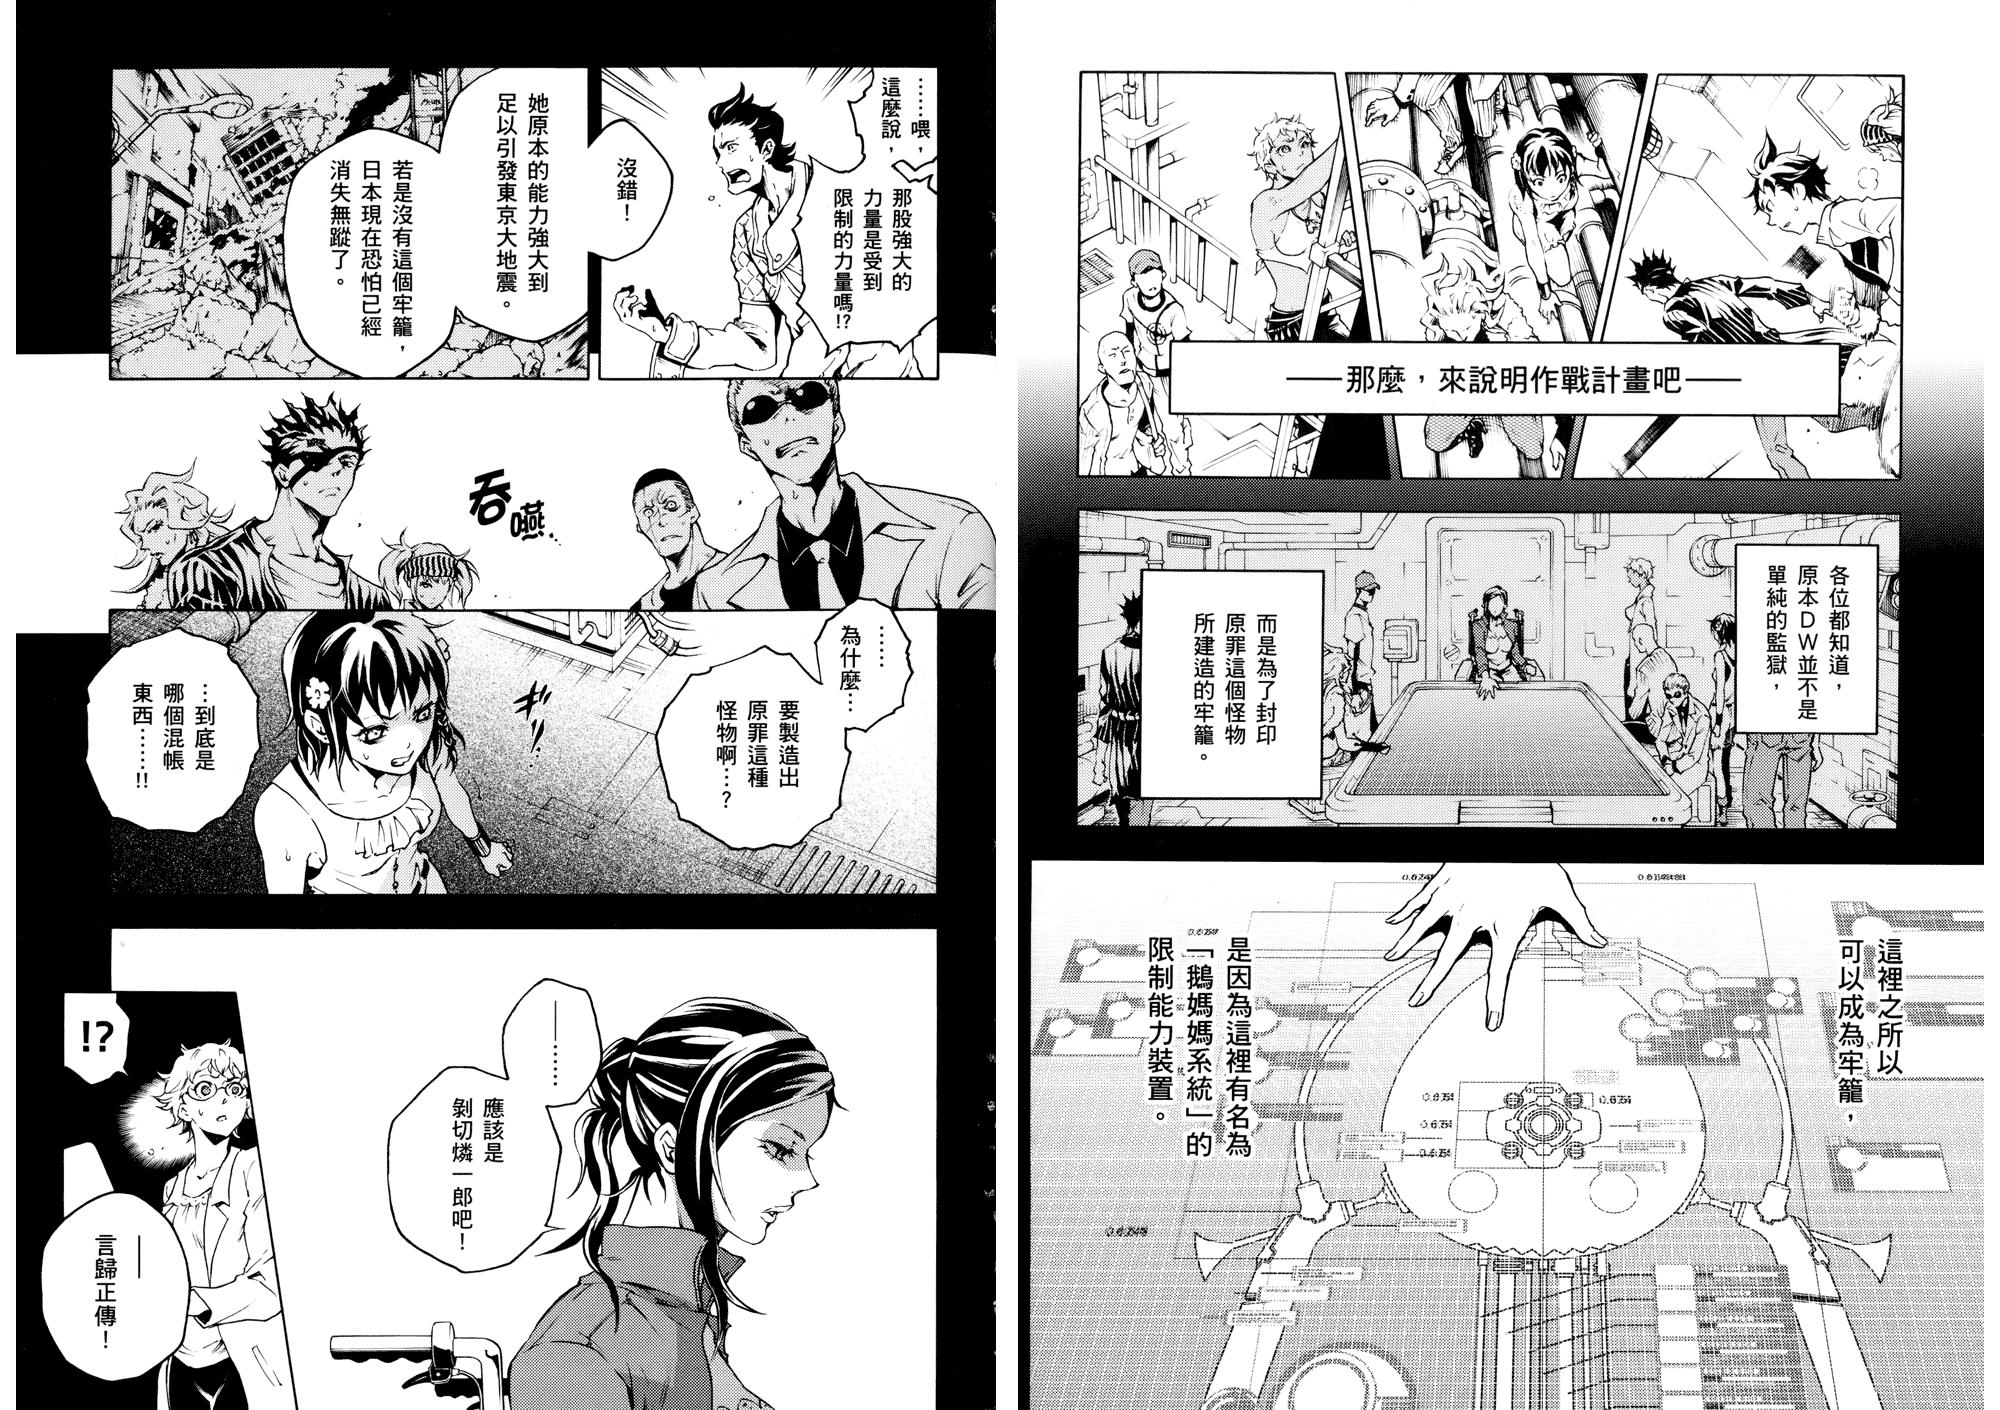 ——那麼，來說明作戰計畫吧——
各位都知道，
原本ＤＷ並不是
單純的監獄，
而是為了封印
原罪這個怪物
所建造的牢籠。
這裡之所以
可以成為牢籠，
是因為這裡有名為
「鵝媽媽系統」的
限制能力裝置。
0.67548
0.67548
0.67548
……喂，
這麼說，
那股強大的
力量是受到
限制的力量嗎!?
沒錯！
她原本的能力強大到
足以引發東京大地震。
若是沒有這個牢籠，
日本現在恐怕已經
消失無蹤了。
吞嚥…
……
為什麼…
要製造出
原罪這種
怪物啊…？
ギリ…
…到底是
哪個混帳
東西……!!
——……
應該是
剝切燐一郎吧！
!?
——
言歸正傳！